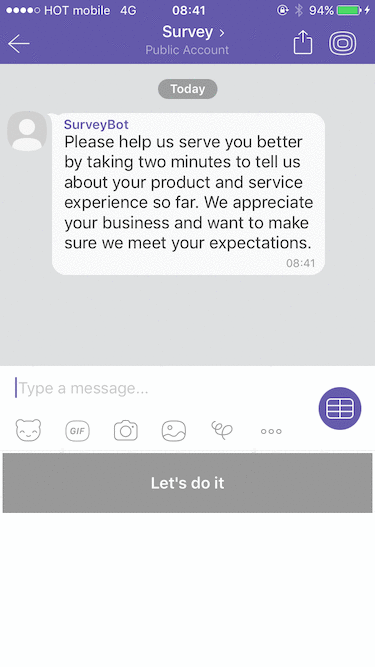 HOT mobile 4G 08:41 94%
Survey
Public Account
Today
SurveyBot
Please help us serve you better
by taking two minutes to tell us
about your product and service
experience so far. We appreciate
your business and want to make
sure we meet your expectations.
08:41
Type a message...
GIF
Let's do it